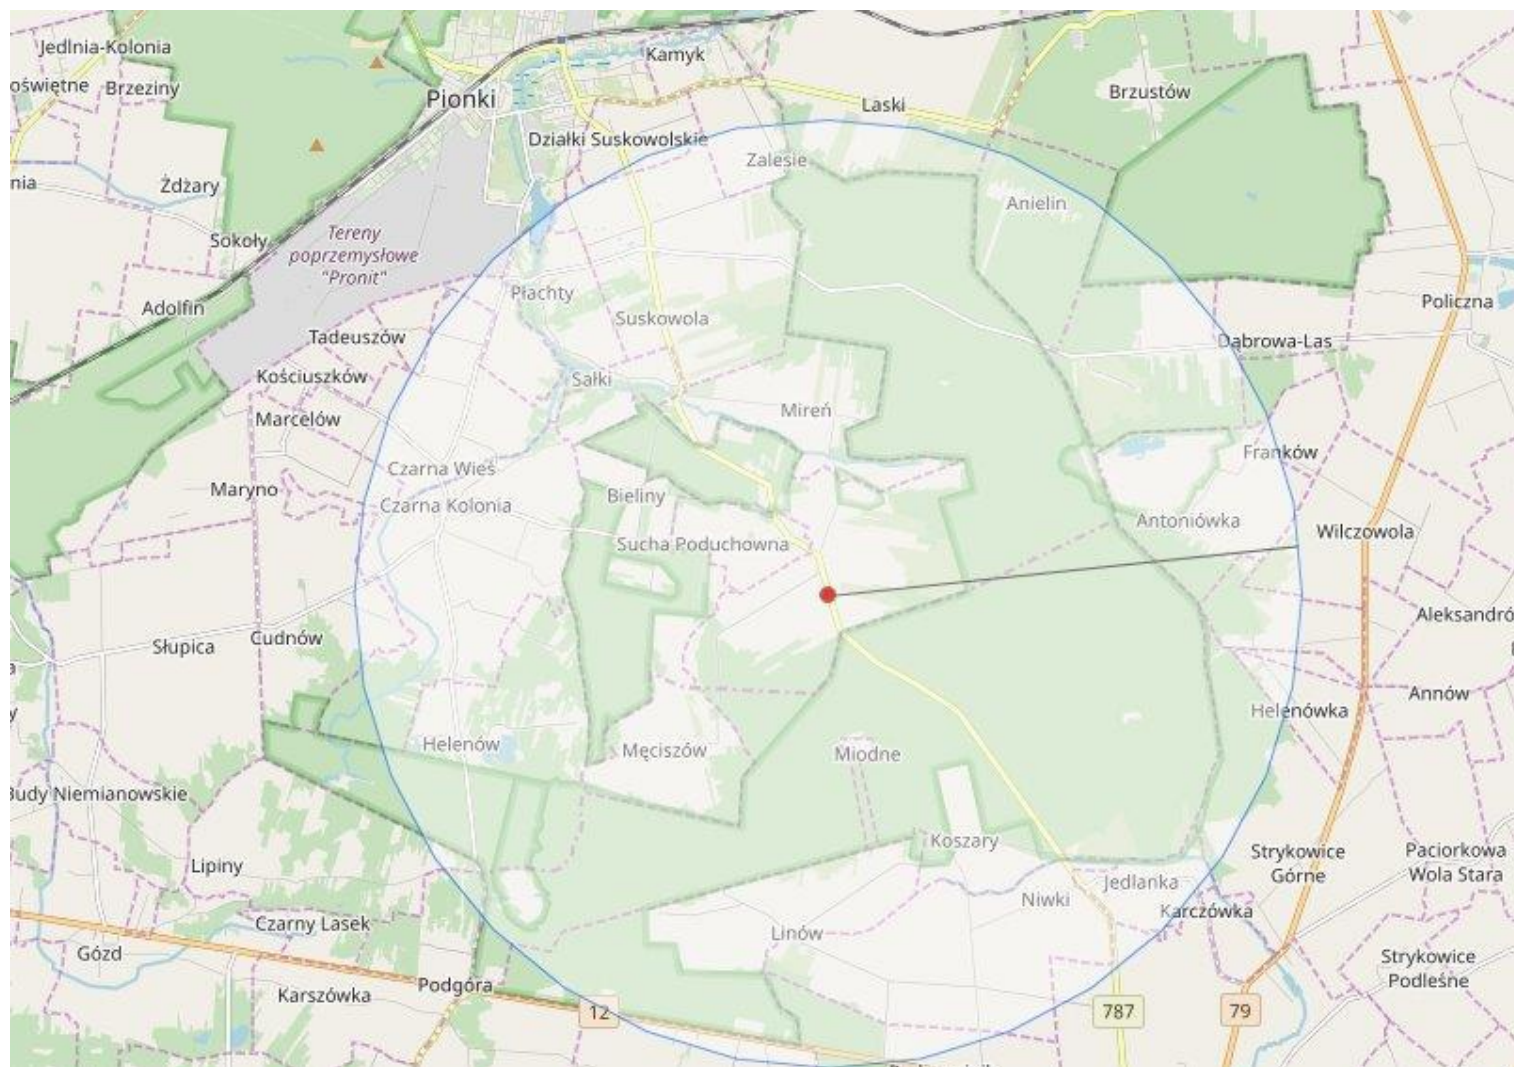 Jedlnia-Kolonia
Kamyk
oświętne
Brzeziny
Pionki
Laski
Brzustów
Działki Suskowolskie
Zalesie
nia
Żdżary
Anielin
Sokoły
Tereny
poprzemysłowe
"Pronit"
Płachty
Adolfin
Suskowola
Policzna
Tadeuszów
Dąbrowa-Las
Kościuszków
Sałki
Marcelów
Mireń
Franków
Czarna Wieś
Maryno
Bieliny
Czarna Kolonia
Antoniówka
Wilczowola
Sucha Poduchowna
Aleksandró
Cudnów
Słupica
a
Annów
y
Helenówka
Helenów
Męciszów
Miodne
Budy Niemianowskie
Koszary
Strykowice
Górne
Paciorkowa
Wola Stara
Lipiny
Jedlanka
Niwki
Karczówka
Czarny Lasek
Linów
Gózd
Strykowice
Podleśne
Podgóra
Karszówka
12
787
79